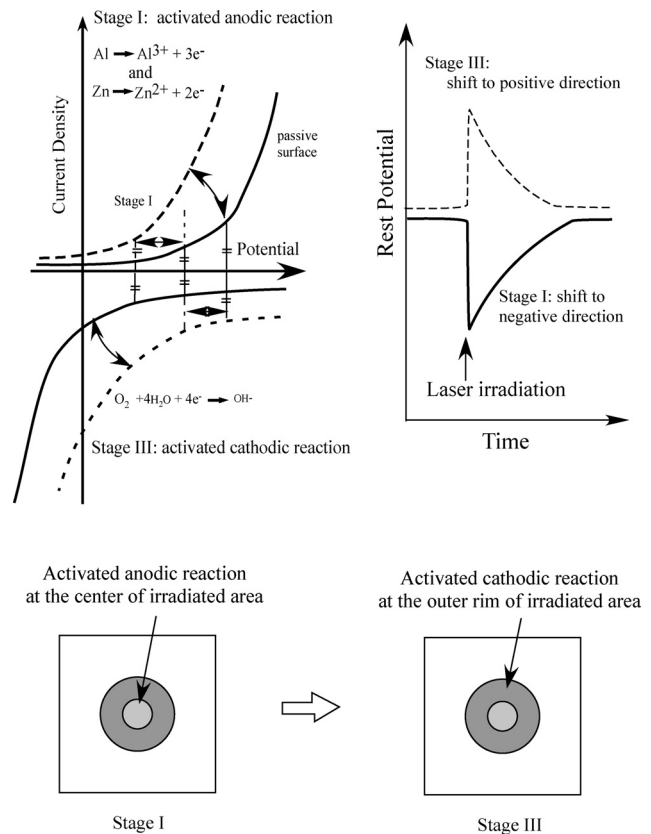 Stage I: activated anodic reaction
Al → Al³⁺ + 3e⁻
and
Zn → Zn²⁺ + 2e⁻
Current Density
passive
surface
Stage I
Potential
O₂ +4H₂O + 4e⁻ → OH-
Stage III: activated cathodic reaction
Stage III:
shift to positive direction
Rest Potential
Stage I: shift to
negative direction
Laser irradiation
Time
Activated anodic reaction
at the center of irradiated area
Stage I
Activated cathodic reaction
at the outer rim of irradiated area
Stage III